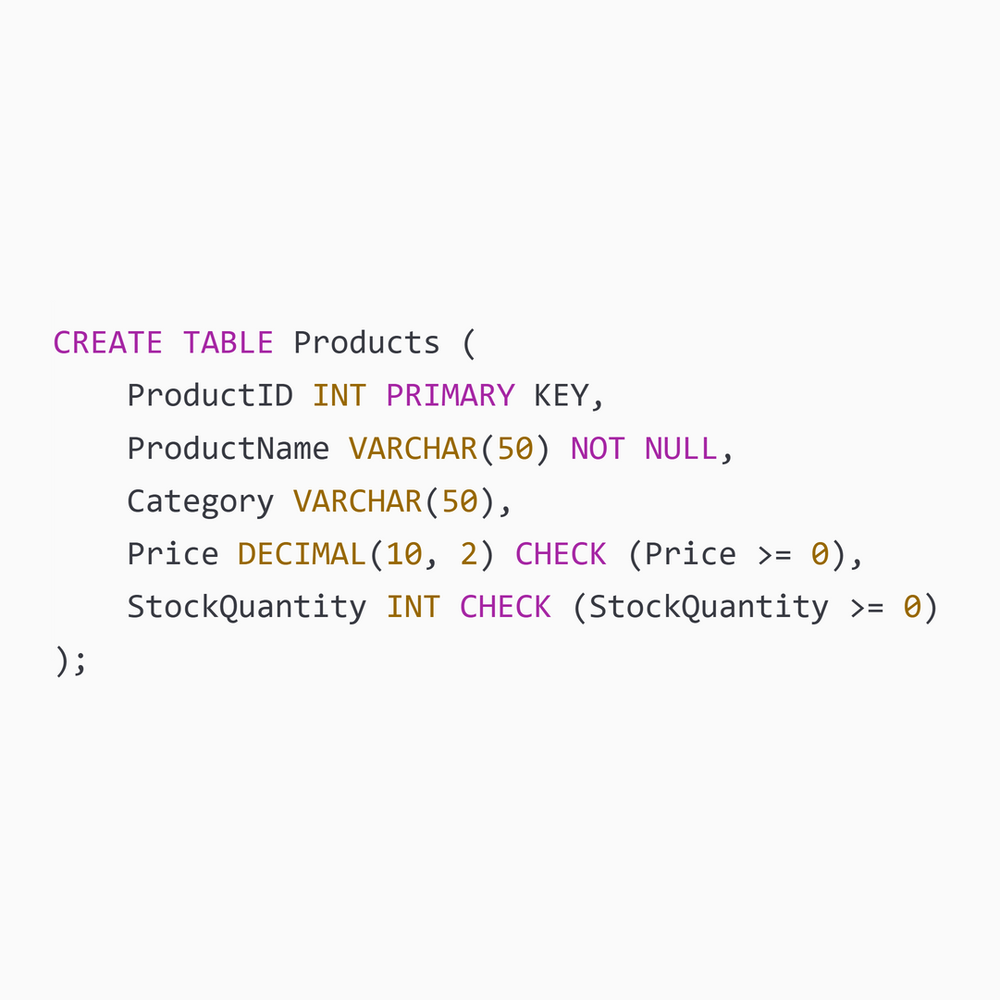 CREATE TABLE Products (
    ProductID INT PRIMARY KEY,
    ProductName VARCHAR(50) NOT NULL,
    Category VARCHAR(50),
    Price DECIMAL(10, 2) CHECK (Price >= 0),
    StockQuantity INT CHECK (StockQuantity >= 0)
);